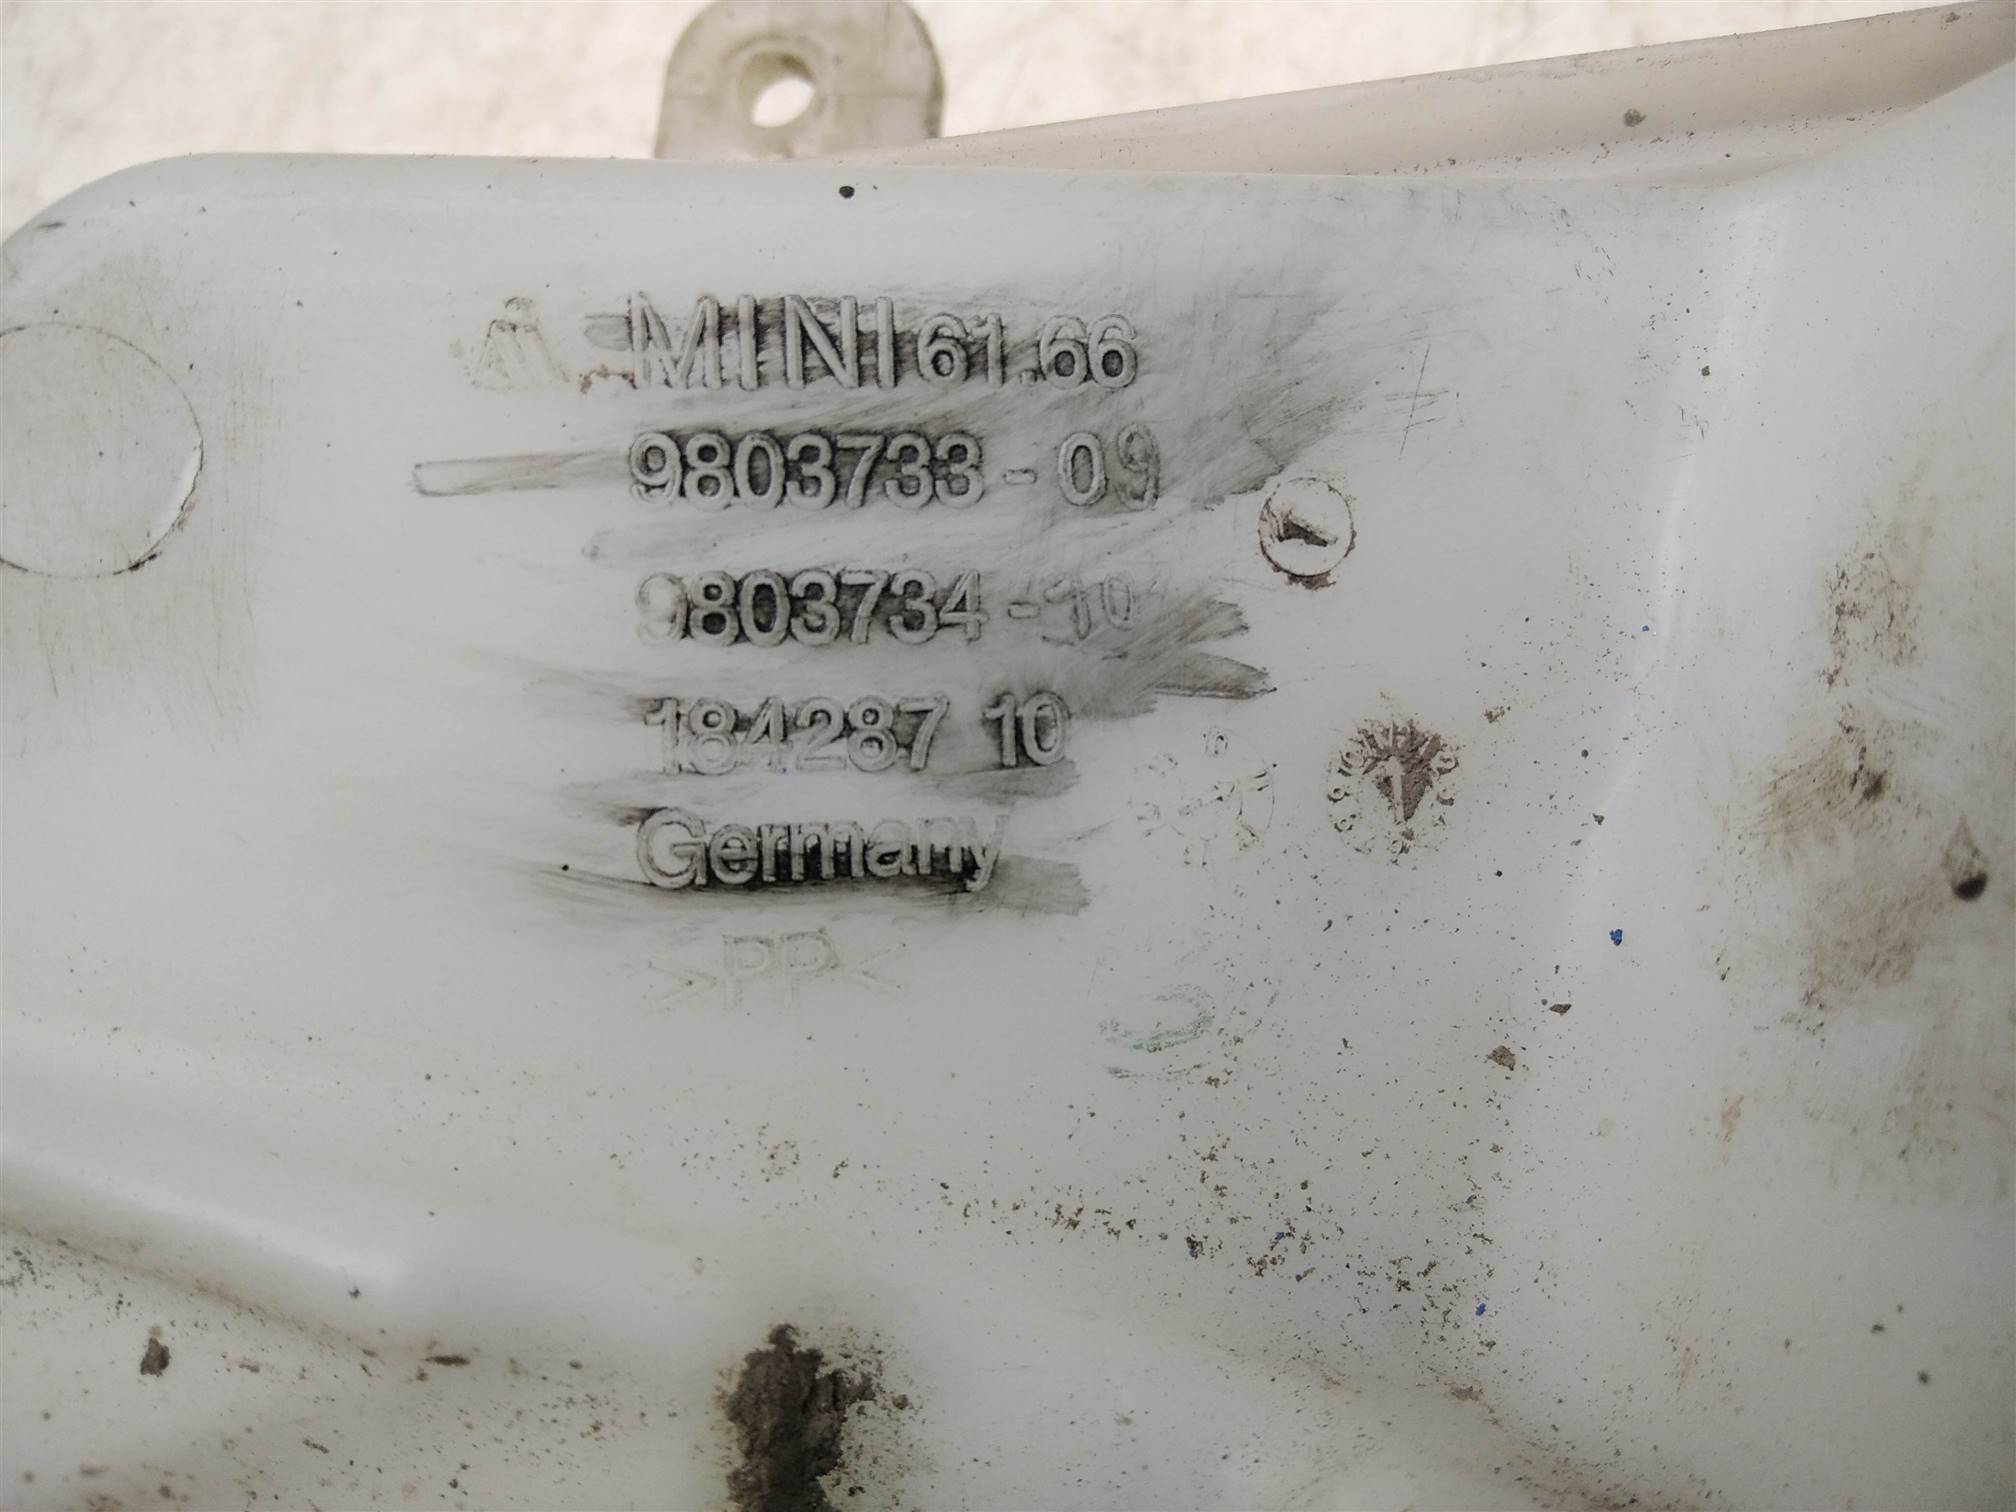 MINI 61.66
9803733 - 09
9803734 - 10
184287 10
Germany
>PP<